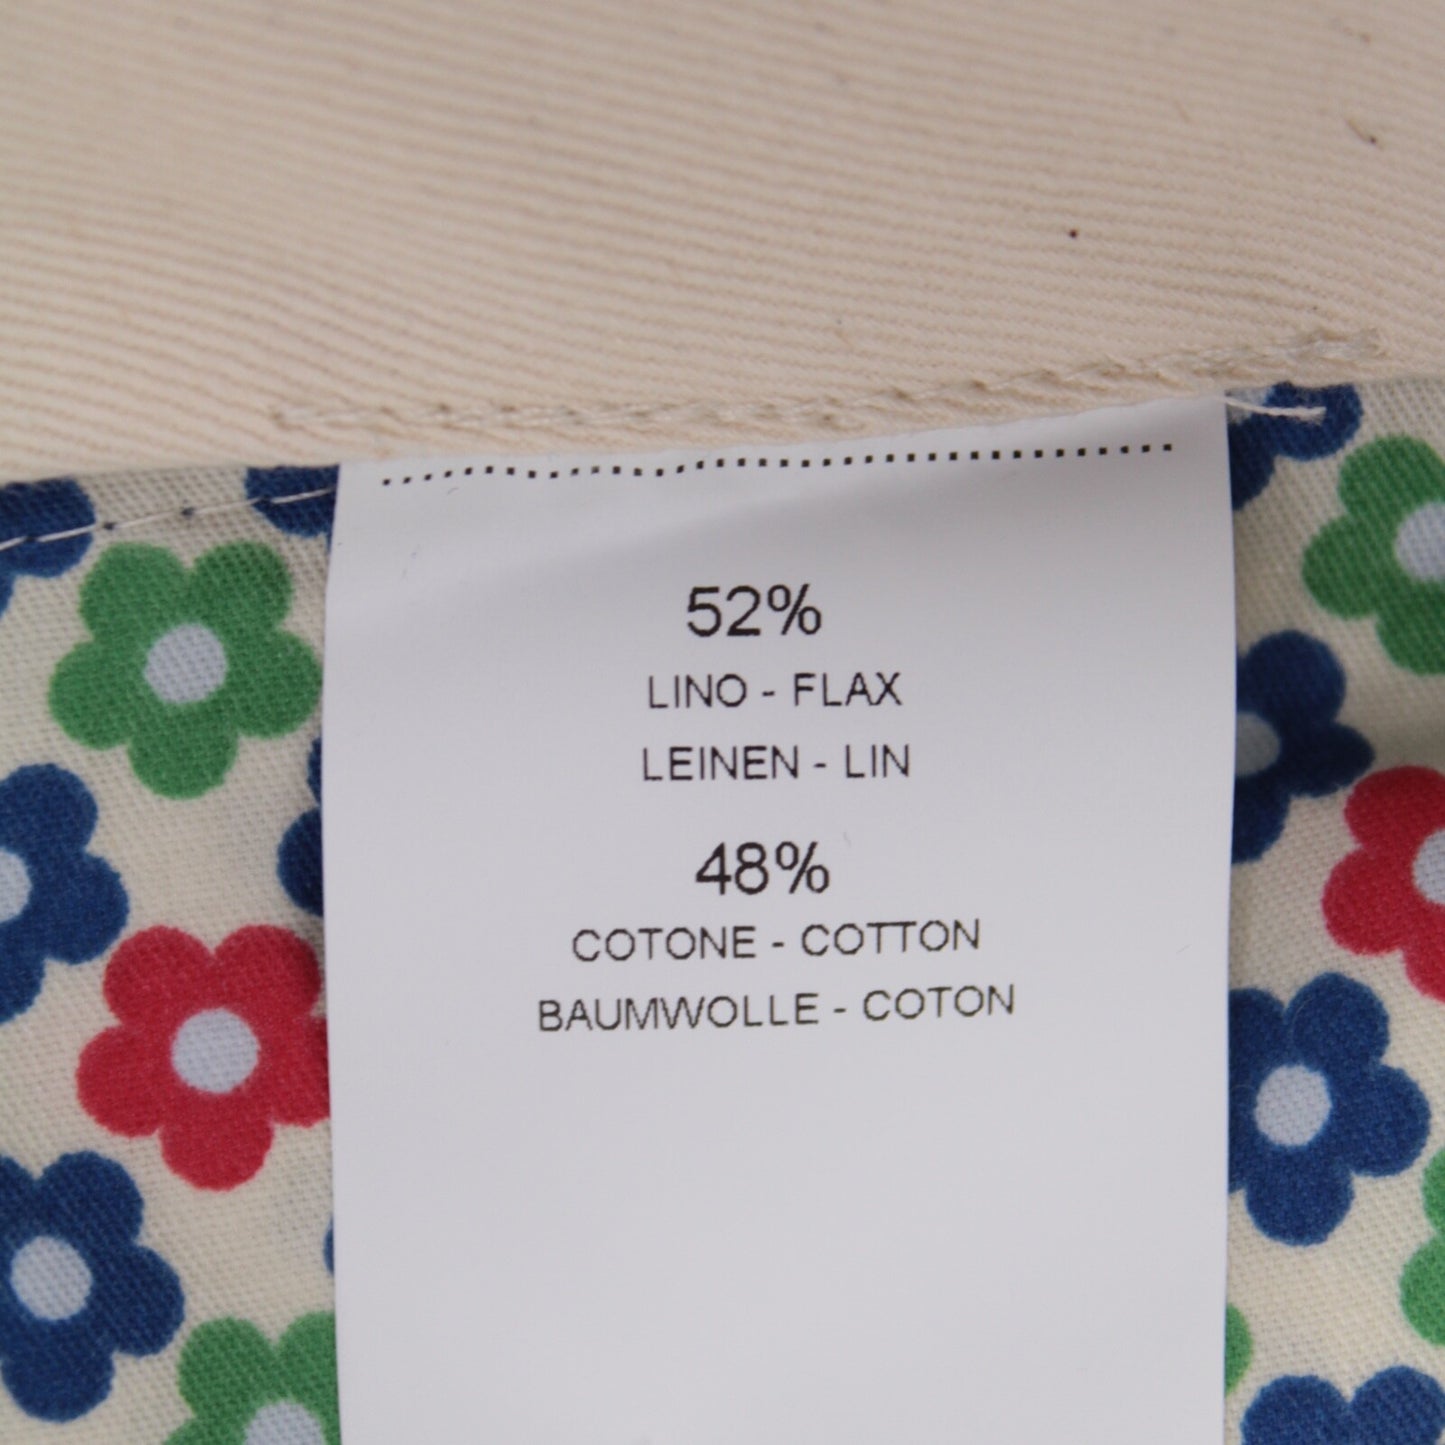 52%
LINO - FLAX
LEINEN - LIN
48%
COTONE - COTTON
BAUMWOLLE - COTON